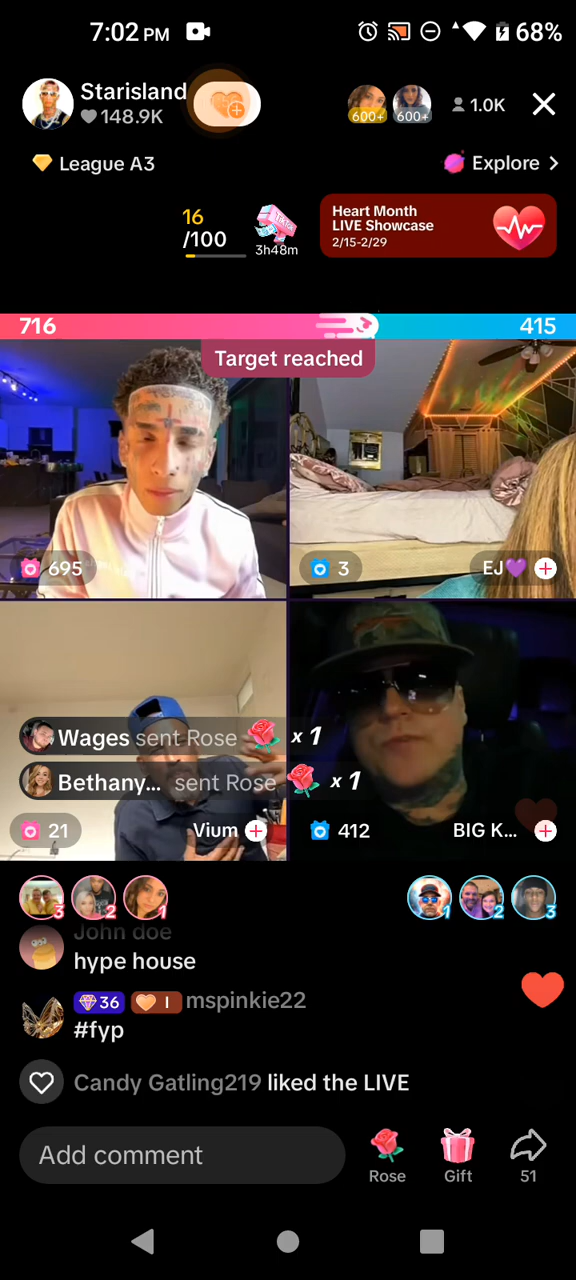 7:02 PM
68%
Starisland
148.9K
600+
600+
1.0K
League A3
Explore
16
/100
TikTok
3h48m
Heart Month
LIVE Showcase
2/15-2/29
716
415
Target reached
695
3
EJ
Wages sent Rose x 1
Bethany... sent Rose x 1
21
Vium
412
BIG K...
3
2
1
1
2
3
John doe
hype house
36
I
mspinkie22
#fyp
Candy Gatling219 liked the LIVE
Add comment
Rose
Gift
51